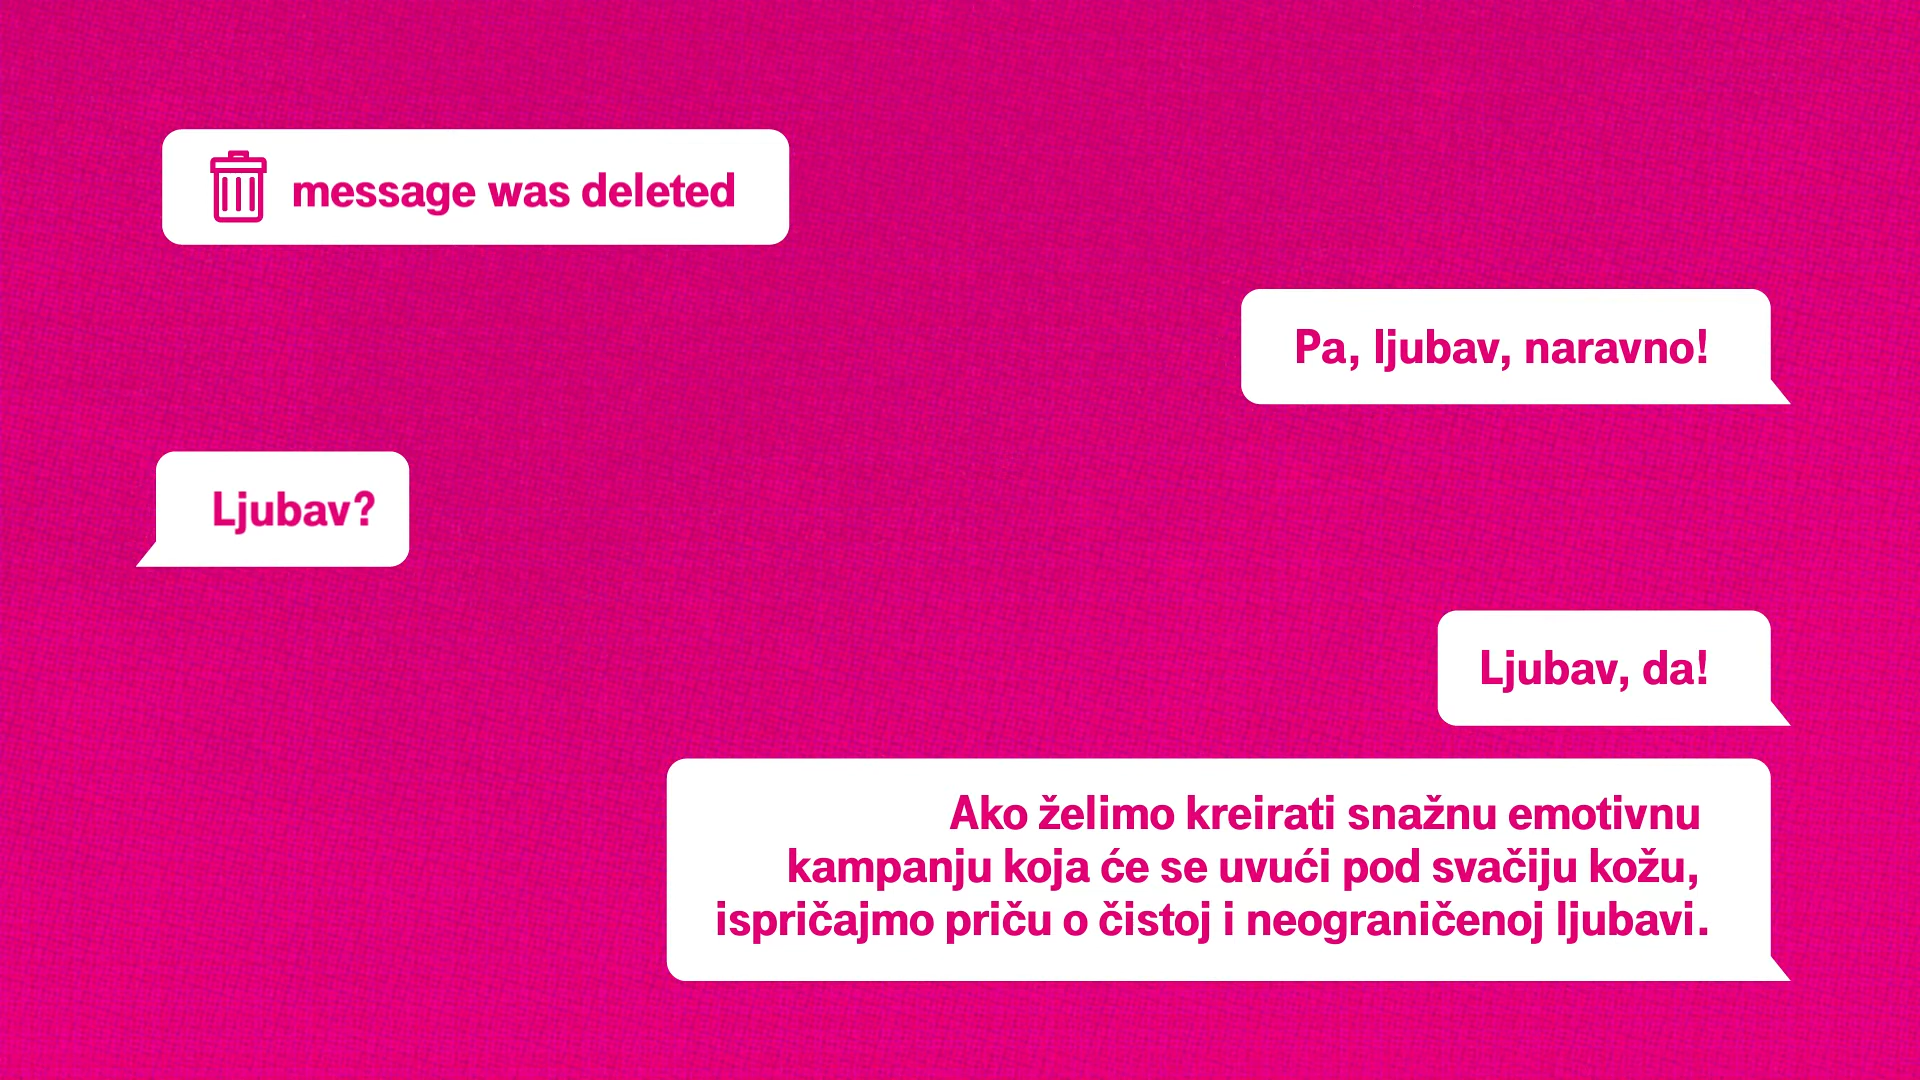 message was deleted
Pa, ljubav, naravno!
Ljubav?
Ljubav, da!
Ako želimo kreirati snažnu emotivnu
kampanju koja će se uvući pod svačiju kožu,
ispričajmo priču o čistoj i neograničenoj ljubavi.